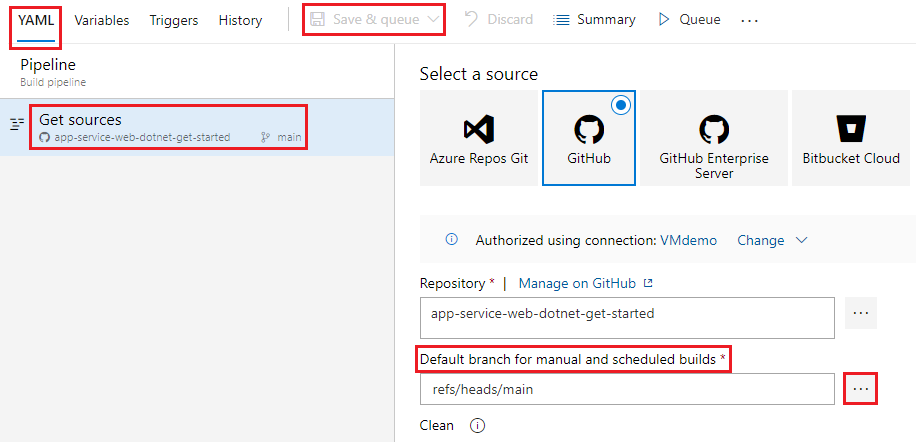 YAML Variables Triggers History Save & queue Discard Summary Queue ...
Pipeline
Build pipeline
Get sources
app-service-web-dotnet-get-started main
Select a source
Azure Repos Git
GitHub
GitHub Enterprise
Server
Bitbucket Cloud
Authorized using connection: VMdemo Change
Repository * | Manage on GitHub
app-service-web-dotnet-get-started
...
Default branch for manual and scheduled builds *
refs/heads/main
...
Clean